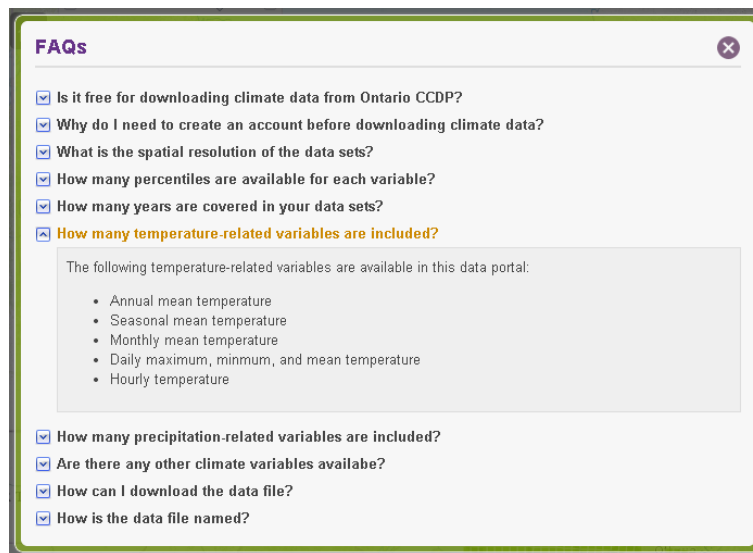 FAQs
Is it free for downloading climate data from Ontario CCDP?
Why do I need to create an account before downloading climate data?
What is the spatial resolution of the data sets?
How many percentiles are available for each variable?
How many years are covered in your data sets?
How many temperature-related variables are included?
The following temperature-related variables are available in this data portal:
• Annual mean temperature
• Seasonal mean temperature
• Monthly mean temperature
• Daily maximum, minmum, and mean temperature
• Hourly temperature
How many precipitation-related variables are included?
Are there any other climate variables availabe?
How can I download the data file?
How is the data file named?